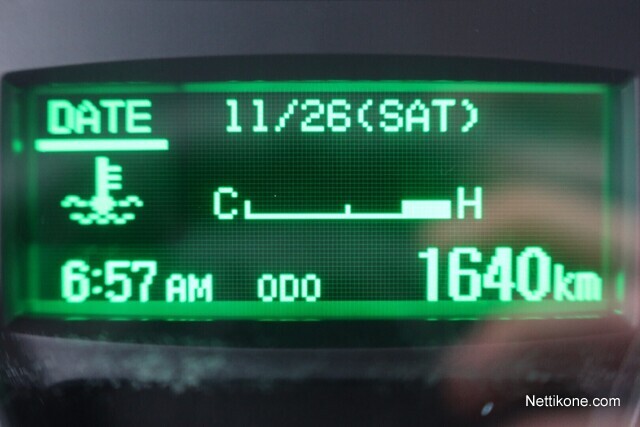 DATE 11/26(SAT)
C H
6:57 AM ODO 1640km
Nettikone.com